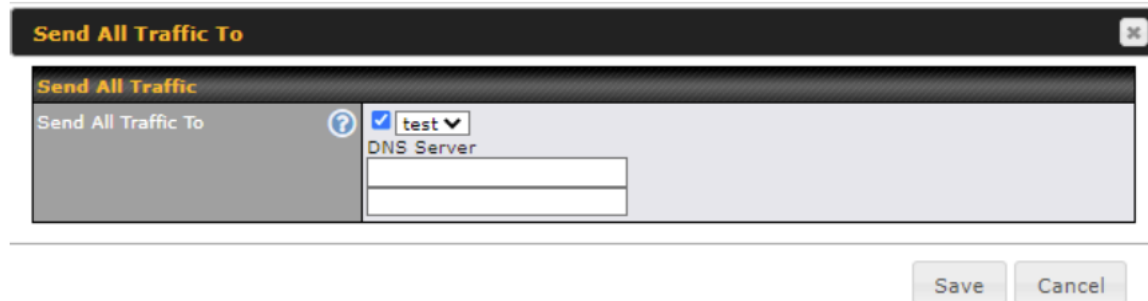 Send All Traffic To
Send All Traffic
Send All Traffic To
?
test
DNS Server
Save
Cancel